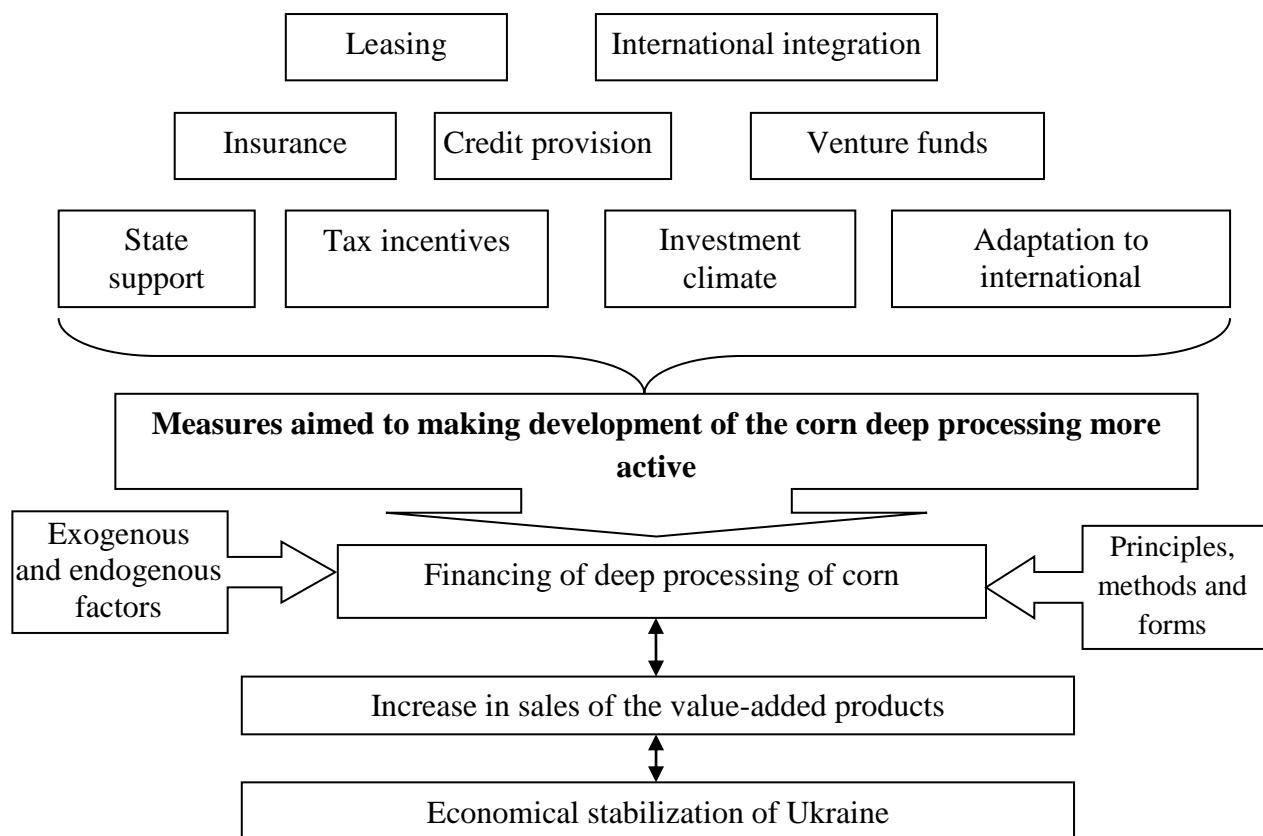 Leasing
International integration
Insurance
Credit provision
Venture funds
State
support
Tax incentives
Investment
climate
Adaptation to
international
Measures aimed to making development of the corn deep processing more
active
Exogenous
and endogenous
factors
Financing of deep processing of corn
Principles,
methods and
forms
Increase in sales of the value-added products
Economical stabilization of Ukraine